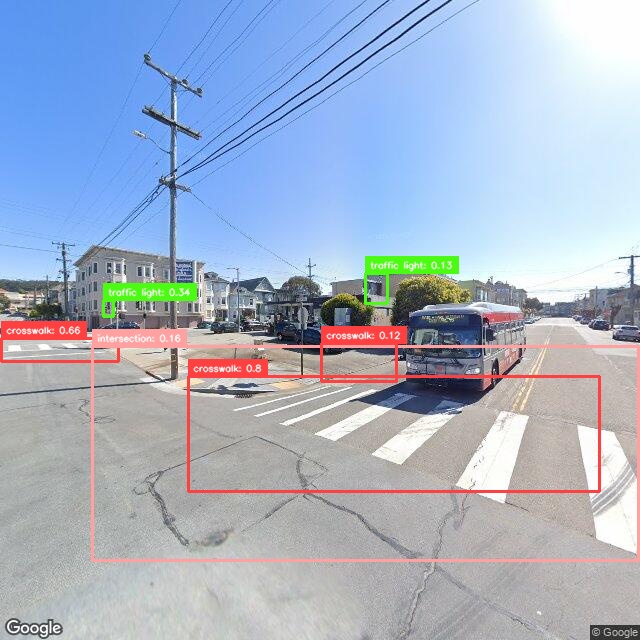 traffic light: 0.13
traffic light: 0.34
crosswalk: 0.66
intersection: 0.16
crosswalk: 0.12
crosswalk: 0.8
Google
© Google